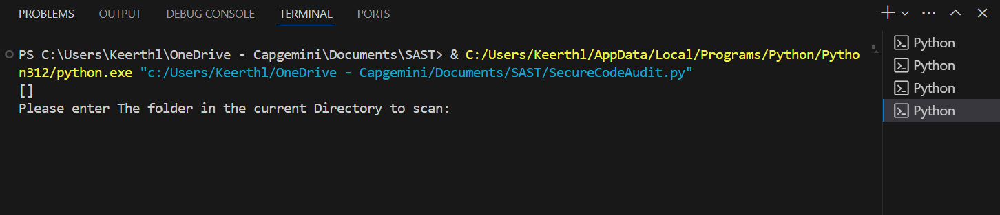 PROBLEMS OUTPUT DEBUG CONSOLE TERMINAL PORTS
PS C:\Users\Keerthl\OneDrive - Capgemini\Documents\SAST> & C:/Users/Keerthl/AppData/Local/Programs/Python/Pytho
n312/python.exe "c:/Users/Keerthl/OneDrive - Capgemini/Documents/SAST/SecureCodeAudit.py"
[]
Please enter The folder in the current Directory to scan:
Python
Python
Python
Python